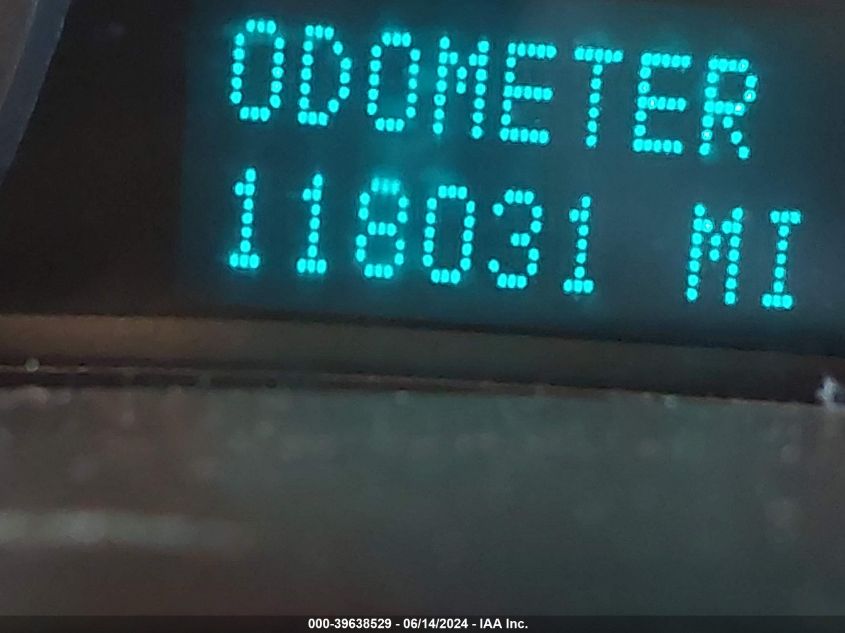 ODOMETER
118031 MI
000-39638529 - 06/14/2024 - IAA Inc.